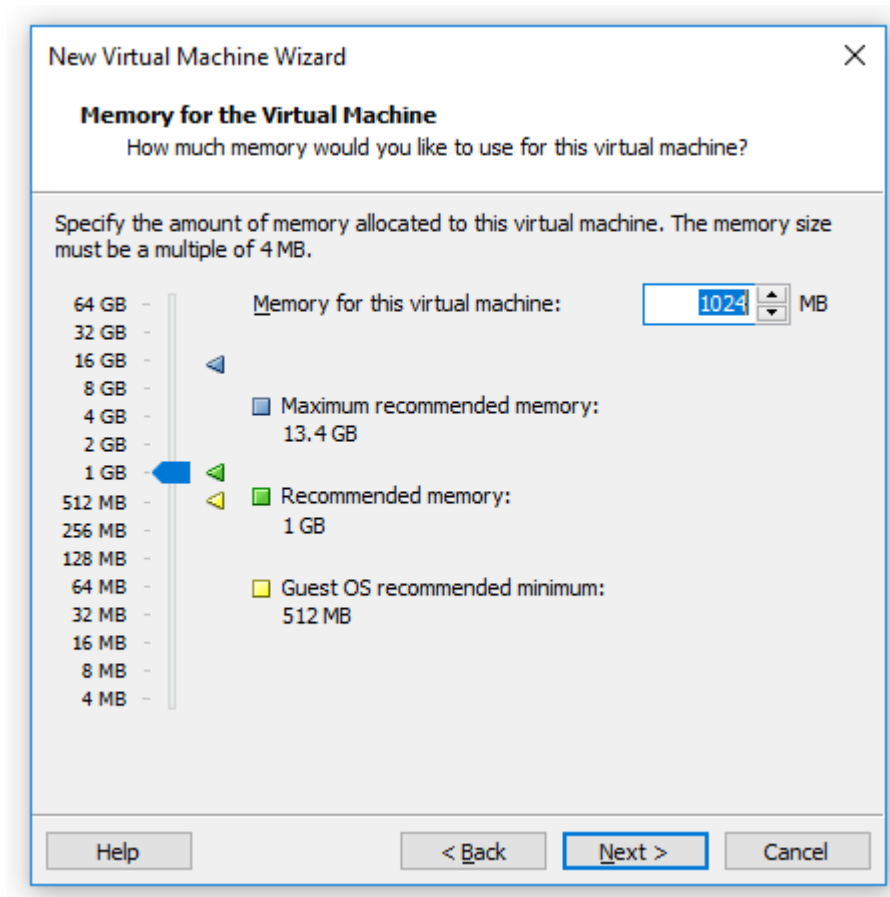 New Virtual Machine Wizard
Memory for the Virtual Machine
How much memory would you like to use for this virtual machine?
Specify the amount of memory allocated to this virtual machine. The memory size
must be a multiple of 4 MB.
64 GB
32 GB
16 GB
8 GB
4 GB
2 GB
1 GB
512 MB
256 MB
128 MB
64 MB
32 MB
16 MB
8 MB
4 MB
Memory for this virtual machine: 1024 MB
Maximum recommended memory:
13.4 GB
Recommended memory:
1 GB
Guest OS recommended minimum:
512 MB
Help < Back Next > Cancel